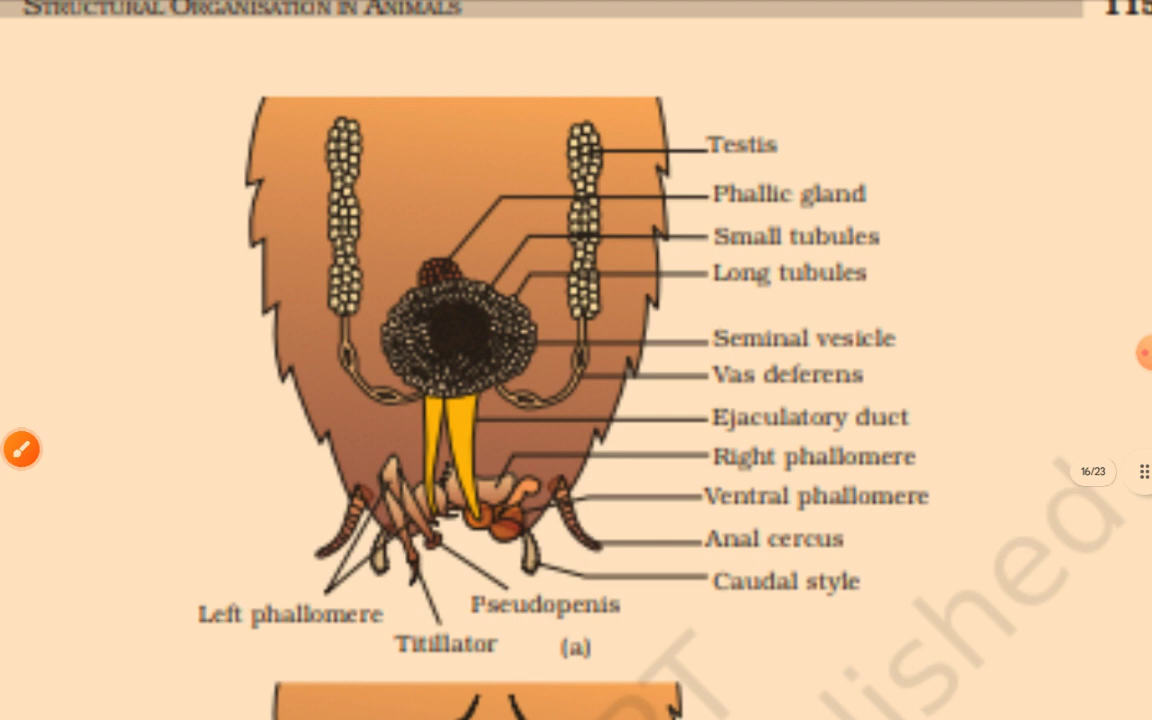 STRUCTURAL ORGANISATION IN ANIMALS
115
Testis
Phallic gland
Small tubules
Long tubules
Seminal vesicle
Vas deferens
Ejaculatory duct
Right phallomere
16/23
Ventral phallomere
Anal cercus
Caudal style
Pseudopenis
Left phallomere
Titillator
(a)